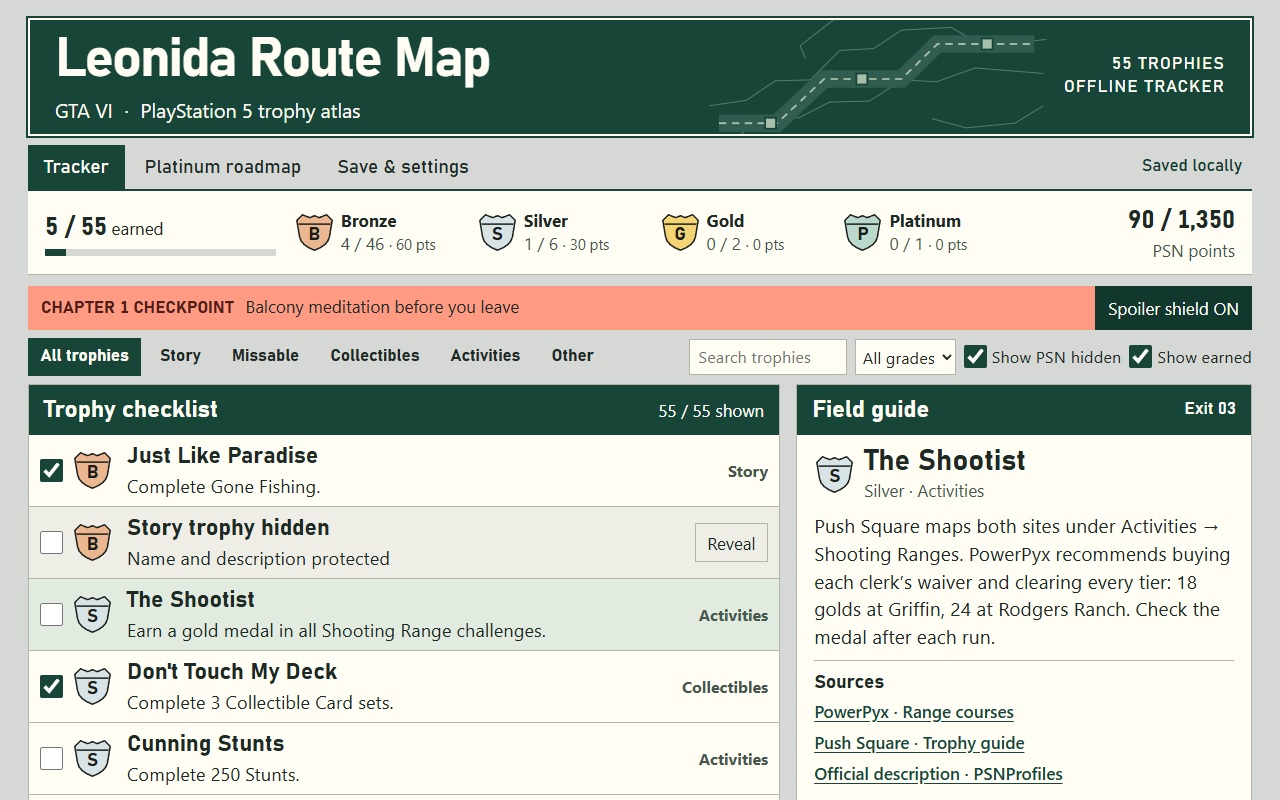 Leonida Route Map
GTA VI · PlayStation 5 trophy atlas
55 TROPHIES
OFFLINE TRACKER
Tracker
Platinum roadmap
Save & settings
Saved locally
5 / 55 earned
B
Bronze
4 / 46 · 60 pts
S
Silver
1 / 6 · 30 pts
G
Gold
0 / 2 · 0 pts
P
Platinum
0 / 1 · 0 pts
90 / 1,350
PSN points
CHAPTER 1 CHECKPOINT Balcony meditation before you leave
Spoiler shield ON
All trophies
Story
Missable
Collectibles
Activities
Other
Search trophies
All grades
Show PSN hidden
Show earned
Trophy checklist
55 / 55 shown
B
Just Like Paradise
Complete Gone Fishing.
Story
B
Story trophy hidden
Name and description protected
Reveal
S
The Shootist
Earn a gold medal in all Shooting Range challenges.
Activities
S
Don't Touch My Deck
Complete 3 Collectible Card sets.
Collectibles
S
Cunning Stunts
Complete 250 Stunts.
Activities
Field guide
Exit 03
S
The Shootist
Silver · Activities
Push Square maps both sites under Activities →
Shooting Ranges. PowerPyx recommends buying
each clerk’s waiver and clearing every tier: 18
golds at Griffin, 24 at Rodgers Ranch. Check the
medal after each run.
Sources
PowerPyx · Range courses
Push Square · Trophy guide
Official description · PSNProfiles